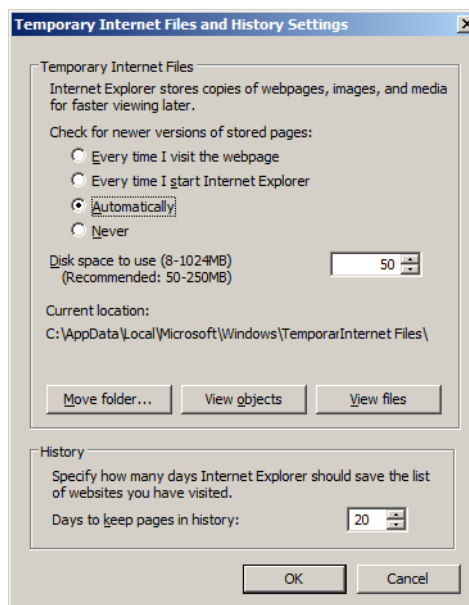 Temporary Internet Files and History Settings
Temporary Internet Files
Internet Explorer stores copies of webpages, images, and media
for faster viewing later.
Check for newer versions of stored pages:
Every time I visit the webpage
Every time I start Internet Explorer
Automatically
Never
Disk space to use (8-1024MB)
(Recommended: 50-250MB)
50
Current location:
C:\AppData\Local\Microsoft\Windows\TemporarInternet Files\
Move folder... View objects View files
History
Specify how many days Internet Explorer should save the list
of websites you have visited.
Days to keep pages in history: 20
OK Cancel